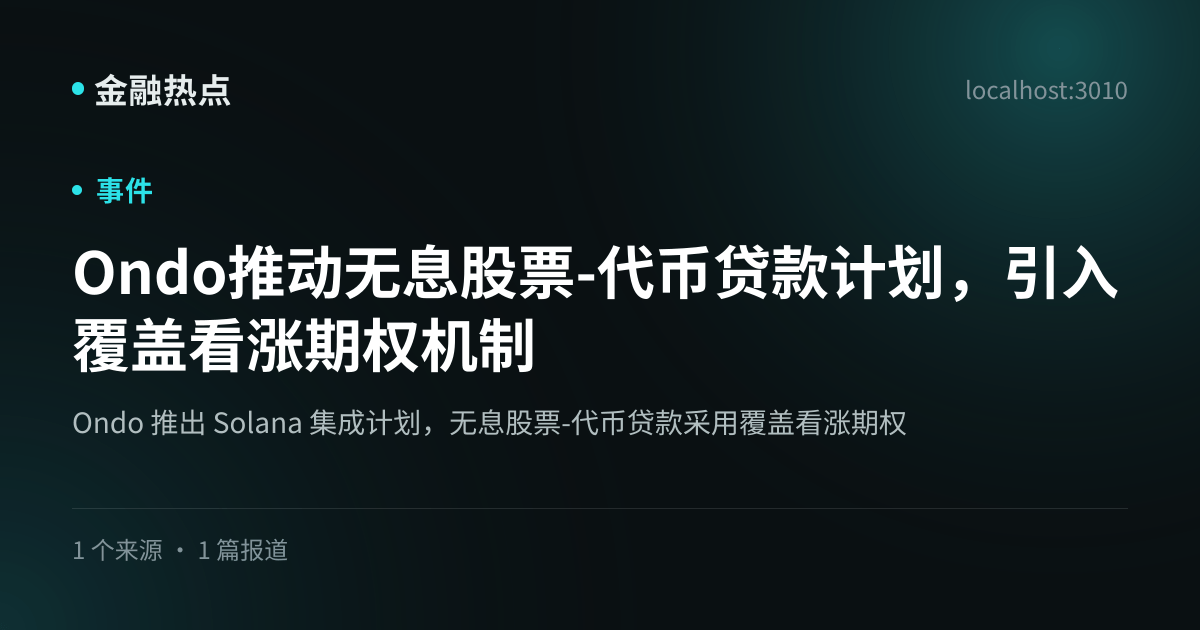 金融热点
localhost:3010
事件
Ondo推动无息股票-代币贷款计划，引入
覆盖看涨期权机制
Ondo 推出 Solana 集成计划，无息股票-代币贷款采用覆盖看涨期权
1 个来源 · 1 篇报道